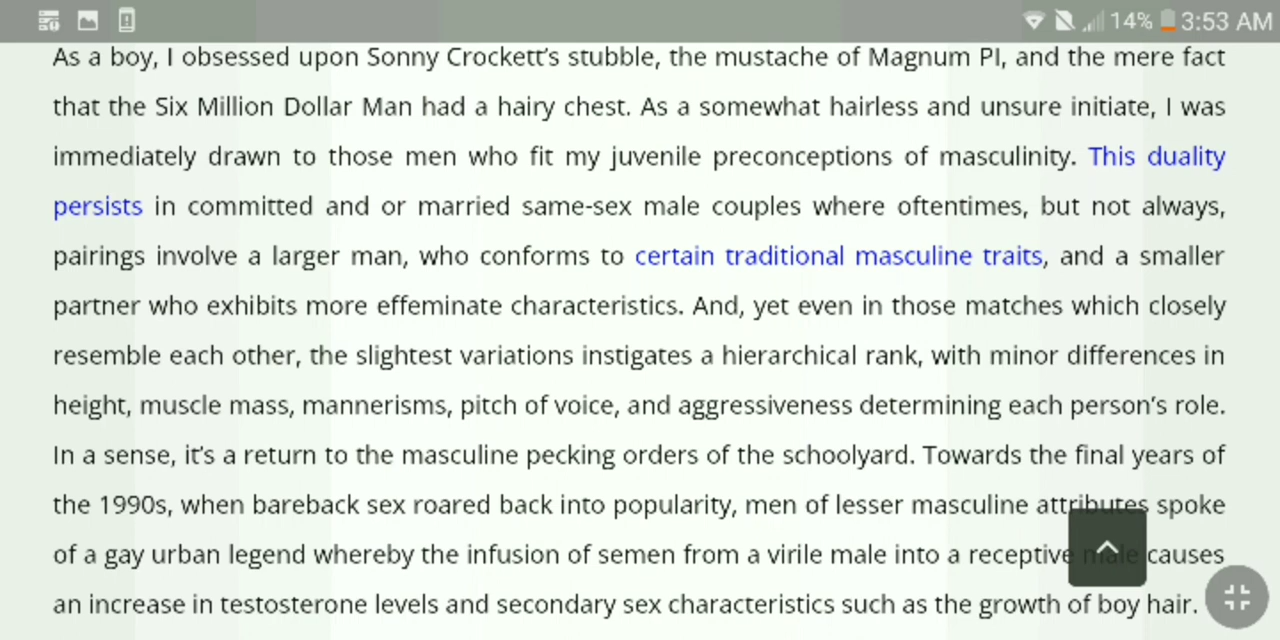 14% 3:53 AM
As a boy, I obsessed upon Sonny Crockett’s stubble, the mustache of Magnum PI, and the mere fact
that the Six Million Dollar Man had a hairy chest. As a somewhat hairless and unsure initiate, I was
immediately drawn to those men who fit my juvenile preconceptions of masculinity. This duality
persists in committed and or married same-sex male couples where oftentimes, but not always,
pairings involve a larger man, who conforms to certain traditional masculine traits, and a smaller
partner who exhibits more effeminate characteristics. And, yet even in those matches which closely
resemble each other, the slightest variations instigates a hierarchical rank, with minor differences in
height, muscle mass, mannerisms, pitch of voice, and aggressiveness determining each person’s role.
In a sense, it’s a return to the masculine pecking orders of the schoolyard. Towards the final years of
the 1990s, when bareback sex roared back into popularity, men of lesser masculine attributes spoke
of a gay urban legend whereby the infusion of semen from a virile male into a receptive male causes
an increase in testosterone levels and secondary sex characteristics such as the growth of boy hair.